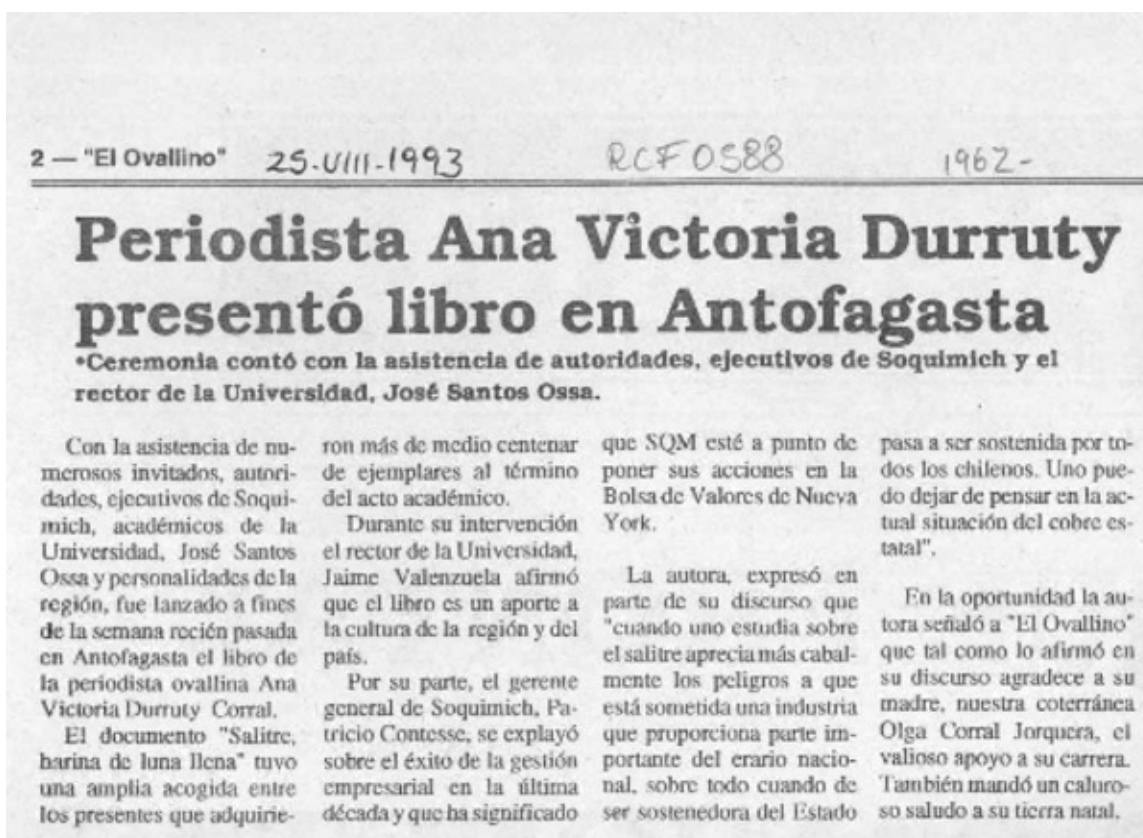 2 — "El Ovallino" 25-VIII-1993 RCF0588 1962-
Periodista Ana Victoria Durruty
presentó libro en Antofagasta
•Ceremonia contó con la asistencia de autoridades, ejecutivos de Soquimich y el
rector de la Universidad, José Santos Ossa.
Con la asistencia de nu-
merosos invitados, autori-
dades, ejecutivos de Soqui-
mich, académicos de la
Universidad, José Santos
Ossa y personalidades de la
región, fue lanzado a fines
de la semana recién pasada
en Antofagasta el libro de
la periodista ovallina Ana
Victoria Durruty Corral.
El documento "Salitre,
harina de luna llena" tuvo
una amplia acogida entre
los presentes que adquirie-
ron más de medio centenar
de ejemplares al término
del acto académico.
Durante su intervención
el rector de la Universidad,
Jaime Valenzuela afirmó
que el libro es un aporte a
la cultura de la región y del
país.
Por su parte, el gerente
general de Soquimich, Pa-
tricio Contesse, se explayó
sobre el éxito de la gestión
empresarial en la última
década y que ha significado
que SQM esté a punto de
poner sus acciones en la
Bolsa de Valores de Nueva
York.
La autora, expresó en
parte de su discurso que
"cuando uno estudia sobre
el salitre aprecia más cabal-
mente los peligros a que
está sometida una industria
que proporciona parte im-
portante del erario nacio-
nal, sobre todo cuando de
ser sostenedora del Estado
pasa a ser sostenida por to-
dos los chilenos. Uno pue-
do dejar de pensar en la ac-
tual situación del cobre es-
tatal".
En la oportunidad la au-
tora señaló a "El Ovallino"
que tal como lo afirmó en
su discurso agradece a su
madre, nuestra coterránea
Olga Corral Jorquera, el
valioso apoyo a su carrera.
También mandó un caluro-
so saludo a su tierra natal.